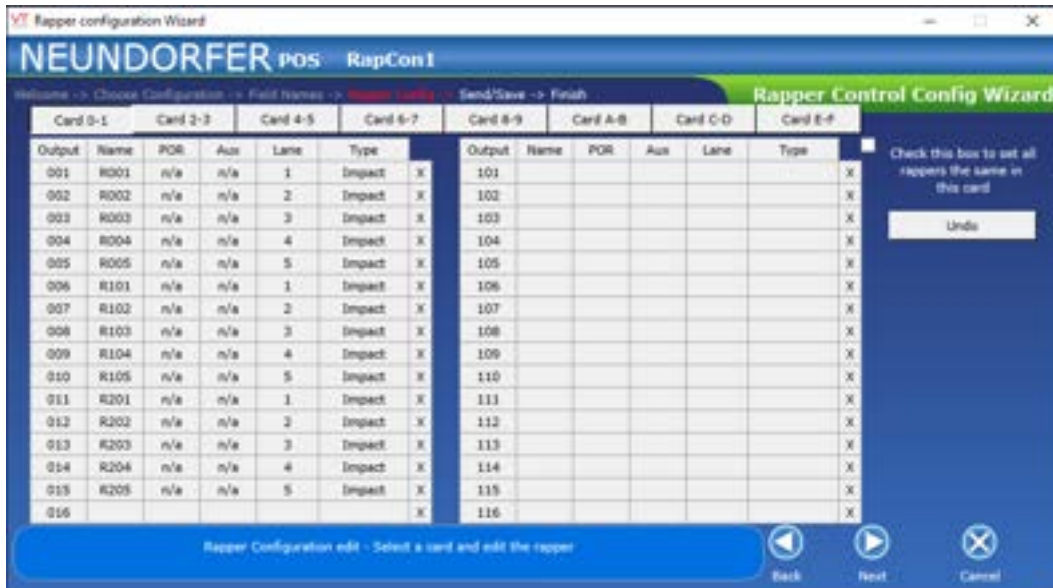 VT Rapper configuration Wizard
NEUNDORFER POS RapCon1
Welcome -> Choose Configuration -> Field Names -> Rapper Config -> Send/Save -> Finish
Rapper Control Config Wizard
Card 0-1 Card 2-3 Card 4-5 Card 6-7 Card 8-9 Card A-B Card C-D Card E-F
Output Name POR Aux Lane Type Output Name POR Aux Lane Type
001 R001 n/a n/a 1 Impact X 101 X
002 R002 n/a n/a 2 Impact X 102 X
003 R003 n/a n/a 3 Impact X 103 X
004 R004 n/a n/a 4 Impact X 104 X
005 R005 n/a n/a 5 Impact X 105 X
006 R101 n/a n/a 1 Impact X 106 X
007 R102 n/a n/a 2 Impact X 107 X
008 R103 n/a n/a 3 Impact X 108 X
009 R104 n/a n/a 4 Impact X 109 X
010 R105 n/a n/a 5 Impact X 110 X
011 R201 n/a n/a 1 Impact X 111 X
012 R202 n/a n/a 2 Impact X 112 X
013 R203 n/a n/a 3 Impact X 113 X
014 R204 n/a n/a 4 Impact X 114 X
015 R205 n/a n/a 5 Impact X 115 X
016 X 116 X
Check this box to set all
rappers the same in
this card
Undo
Rapper Configuration edit - Select a card and edit the rapper
Back Next Cancel